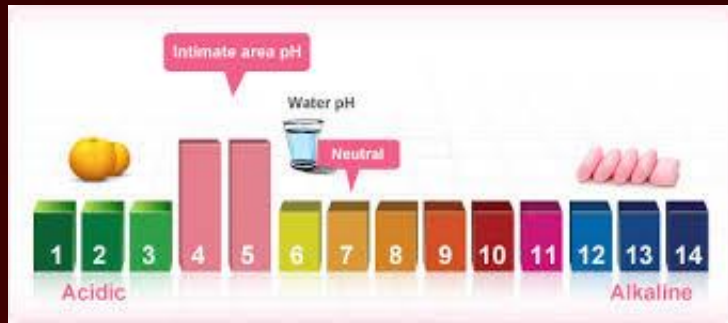 Intimate area pH
Water pH
Neutral
1 2 3 4 5 6 7 8 9 10 11 12 13 14
Acidic Alkaline